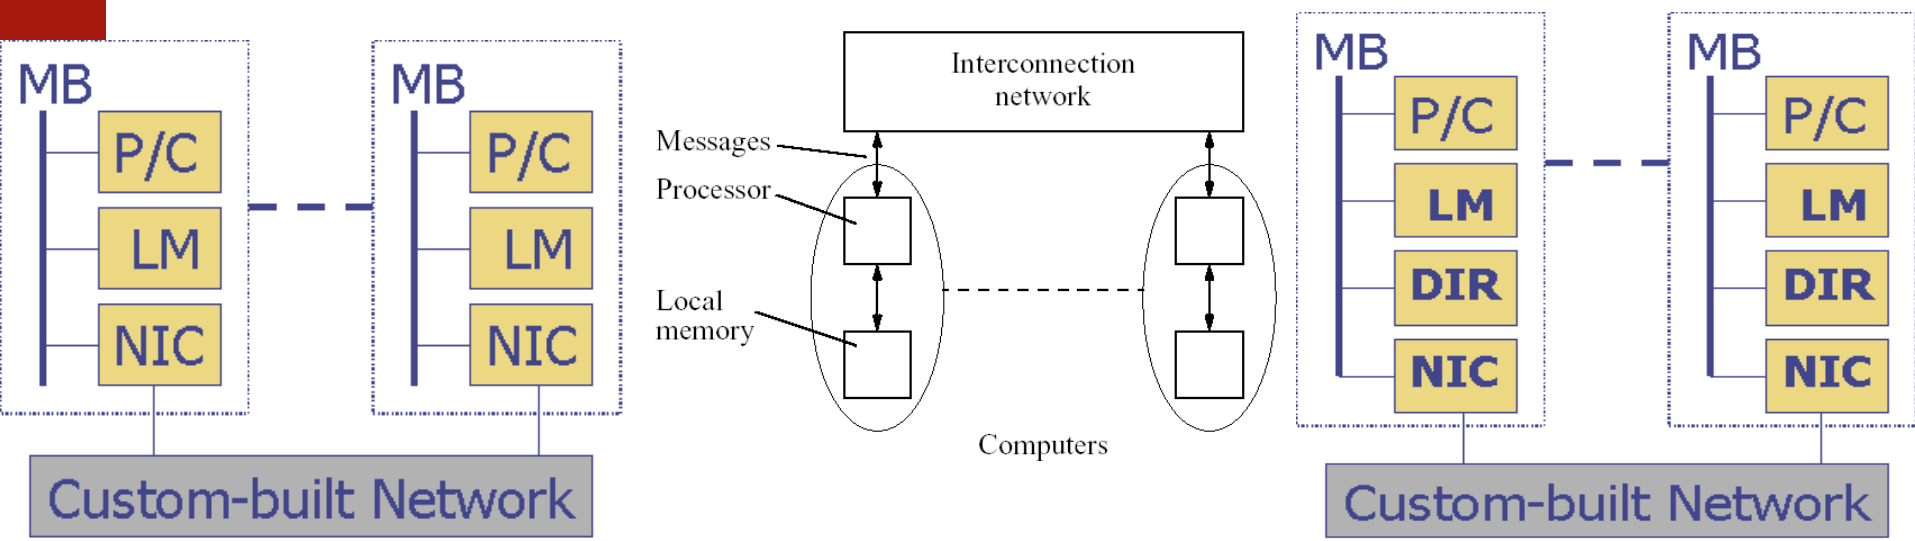 MB
P/C
LM
NIC
MB
P/C
LM
NIC
Custom-built Network
Interconnection
network
Messages
Processor
Local
memory
Computers
MB
P/C
LM
DIR
NIC
MB
P/C
LM
DIR
NIC
Custom-built Network